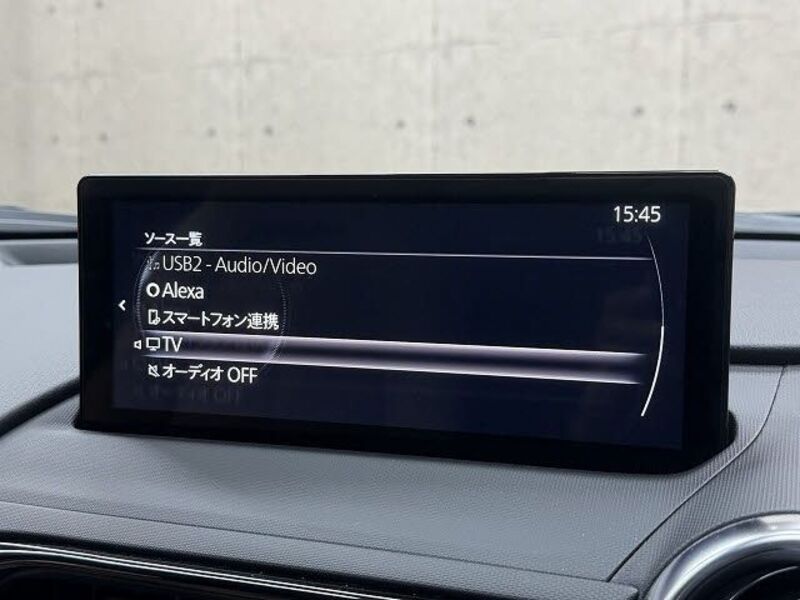 15:45
ソース一覧
USB2 - Audio/Video
Alexa
スマートフォン連携
TV
オーディオ OFF